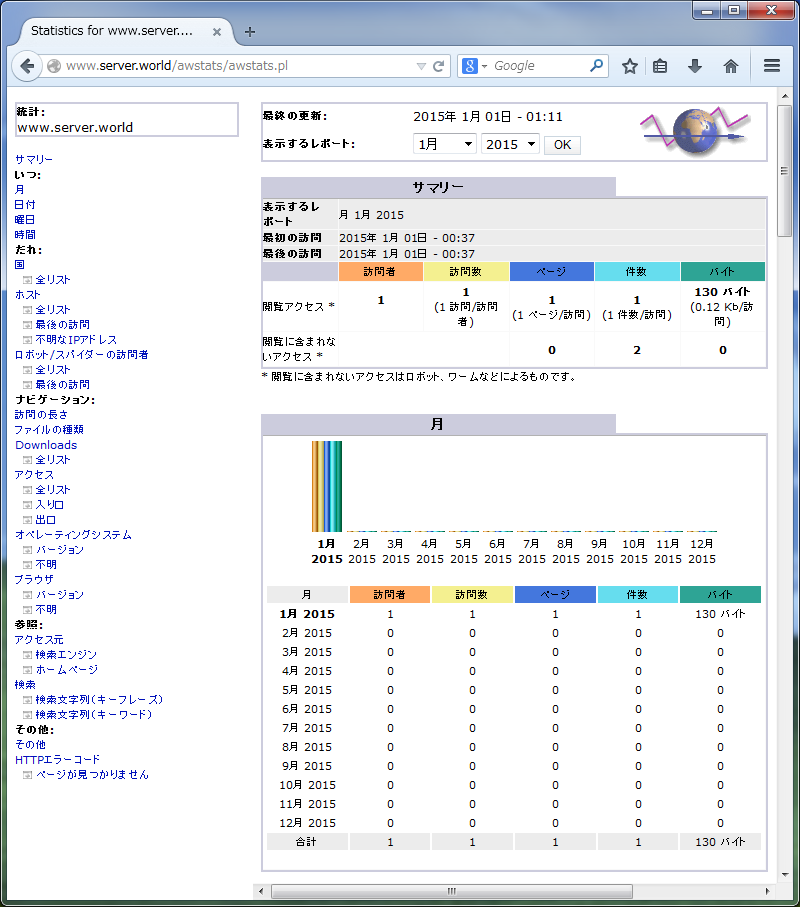 Statistics for www.server....
www.server.world/awstats/awstats.pl
Google
統計:
www.server.world
サマリー
いつ:
月
日付
曜日
時間
だれ:
国
全リスト
ホスト
全リスト
最後の訪問
不明なIPアドレス
ロボット/スパイダーの訪問者
全リスト
最後の訪問
ナビゲーション:
訪問の長さ
ファイルの種類
Downloads
全リスト
アクセス
全リスト
入り口
出口
オペレーティングシステム
バージョン
不明
ブラウザ
バージョン
不明
参照:
アクセス元
検索エンジン
ホームページ
検索
検索文字列(キーフレーズ)
検索文字列(キーワード)
その他:
その他
HTTPエラーコード
ページが見つかりません
最終の更新: 2015年 1月 01日 - 01:11
表示するレポート: 1月 2015 OK
サマリー
表示するレポート 月 1月 2015
最初の訪問 2015年 1月 01日 - 00:37
最後の訪問 2015年 1月 01日 - 00:37
訪問者 訪問数 ページ 件数 バイト
閲覧アクセス * 1 1 1 1 130 バイト
(1 訪問/訪問者) (1 ページ/訪問) (1 件数/訪問) (0.12 Kb/訪問)
閲覧に含まれないアクセス * 0 2 0
* 閲覧に含まれないアクセスはロボット、ワームなどによるものです。
月
1月 2月 3月 4月 5月 6月 7月 8月 9月 10月 11月 12月
2015 2015 2015 2015 2015 2015 2015 2015 2015 2015 2015 2015
月 訪問者 訪問数 ページ 件数 バイト
1月 2015 1 1 1 1 130 バイト
2月 2015 0 0 0 0 0
3月 2015 0 0 0 0 0
4月 2015 0 0 0 0 0
5月 2015 0 0 0 0 0
6月 2015 0 0 0 0 0
7月 2015 0 0 0 0 0
8月 2015 0 0 0 0 0
9月 2015 0 0 0 0 0
10月 2015 0 0 0 0 0
11月 2015 0 0 0 0 0
12月 2015 0 0 0 0 0
合計 1 1 1 1 130 バイト